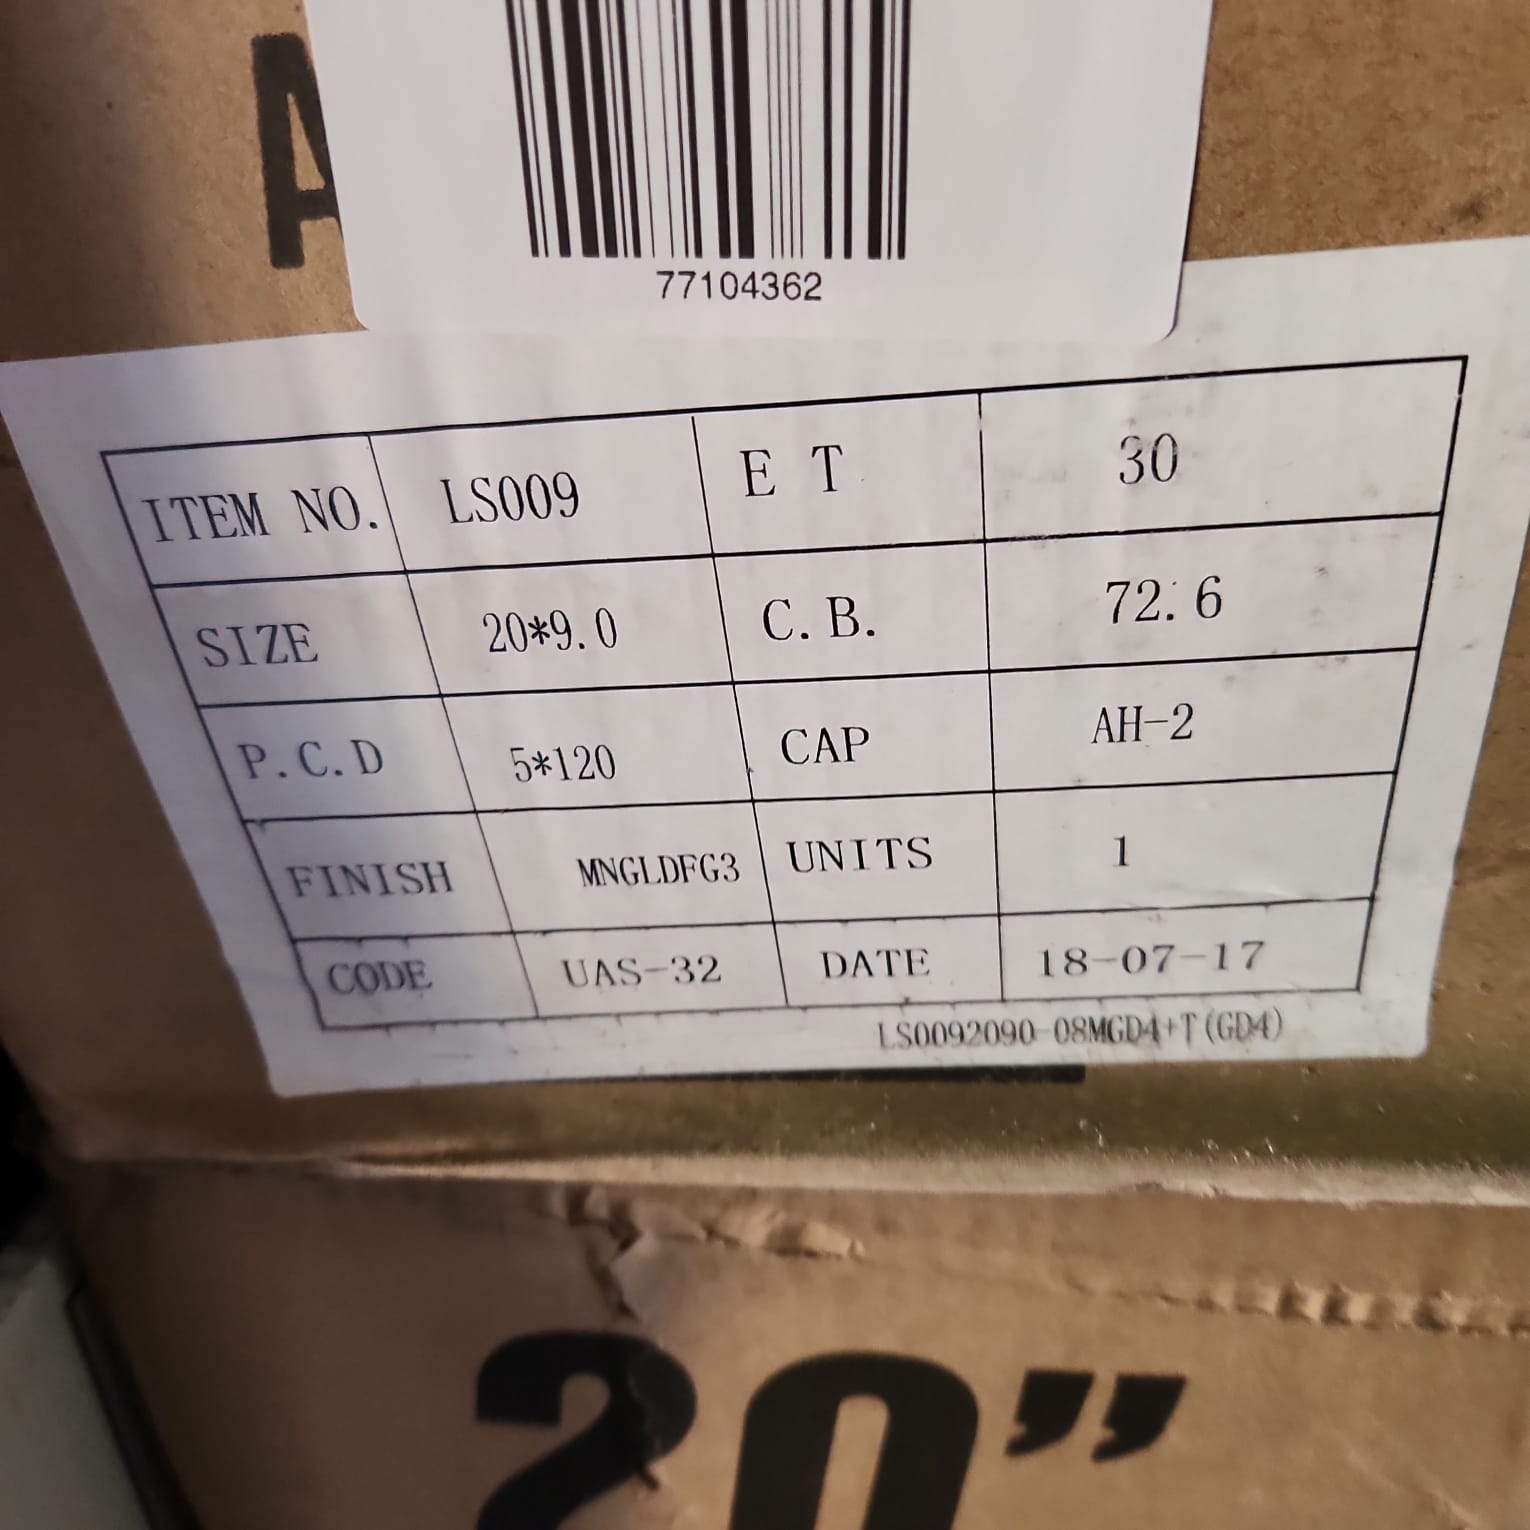 A
77104362
ITEM NO. LS009 E T 30
SIZE 20*9.0 C.B. 72.6
P.C.D 5*120 CAP AH-2
FINISH MNGLDFG3 UNITS 1
CODE UAS-32 DATE 18-07-17
LS0092090-08MGD4+T(GD4)
20"